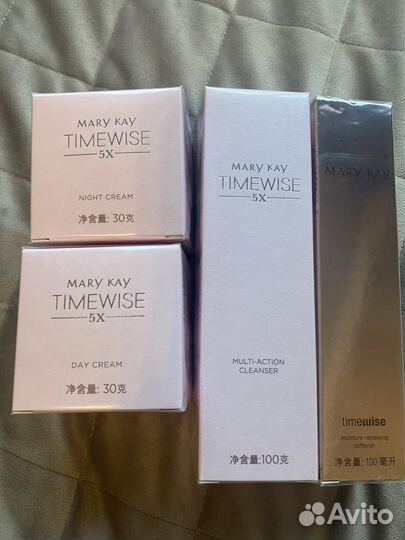 MARY KAY
TIMEWISE
5X
NIGHT CREAM
净含量: 30克
MARY KAY
TIMEWISE
5X
DAY CREAM
净含量: 30克
MARY KAY
TIMEWISE
5X
MULTI-ACTION
CLEANSER
净含量:100克
MARY KAY
timewise
moisture renewing
softener
净含量: 100 毫升
Avito